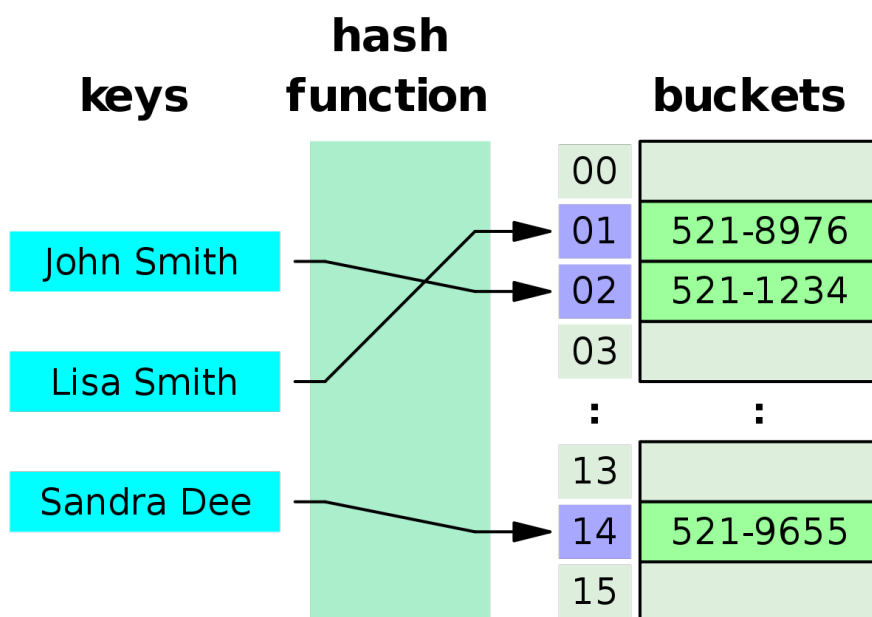 keys
hash
function
buckets
John Smith
Lisa Smith
Sandra Dee
00
01 521-8976
02 521-1234
03
: :
13
14 521-9655
15